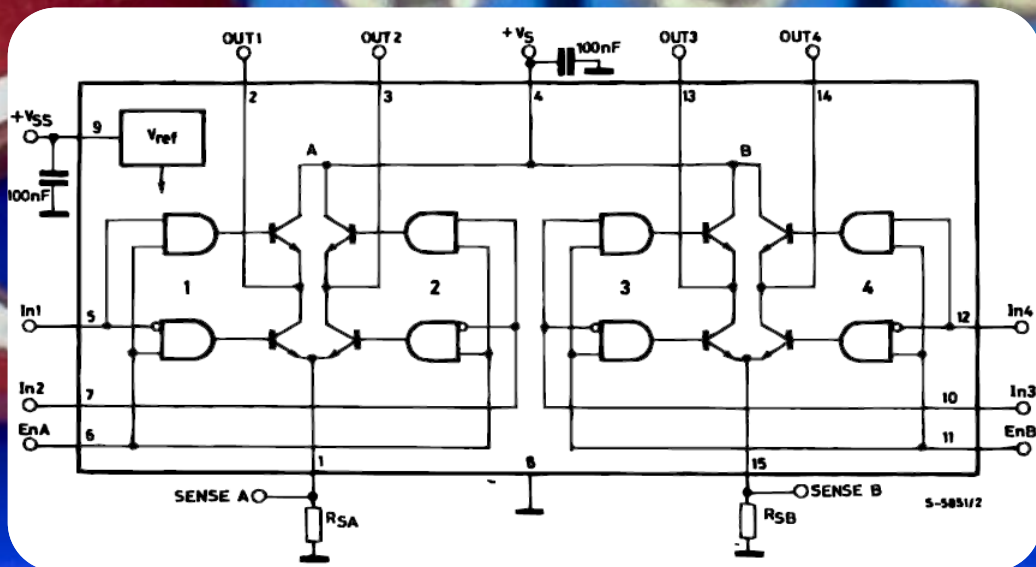 OUT1
OUT2
+VS
100nF
OUT3
OUT4
2
3
4
13
14
+VSS
9
Vref
100nF
A
B
1
2
3
4
In1
5
12
In4
In2
7
10
In3
EnA
6
11
EnB
1
8
15
SENSE A
SENSE B
S-5851/2
RSA
RSB